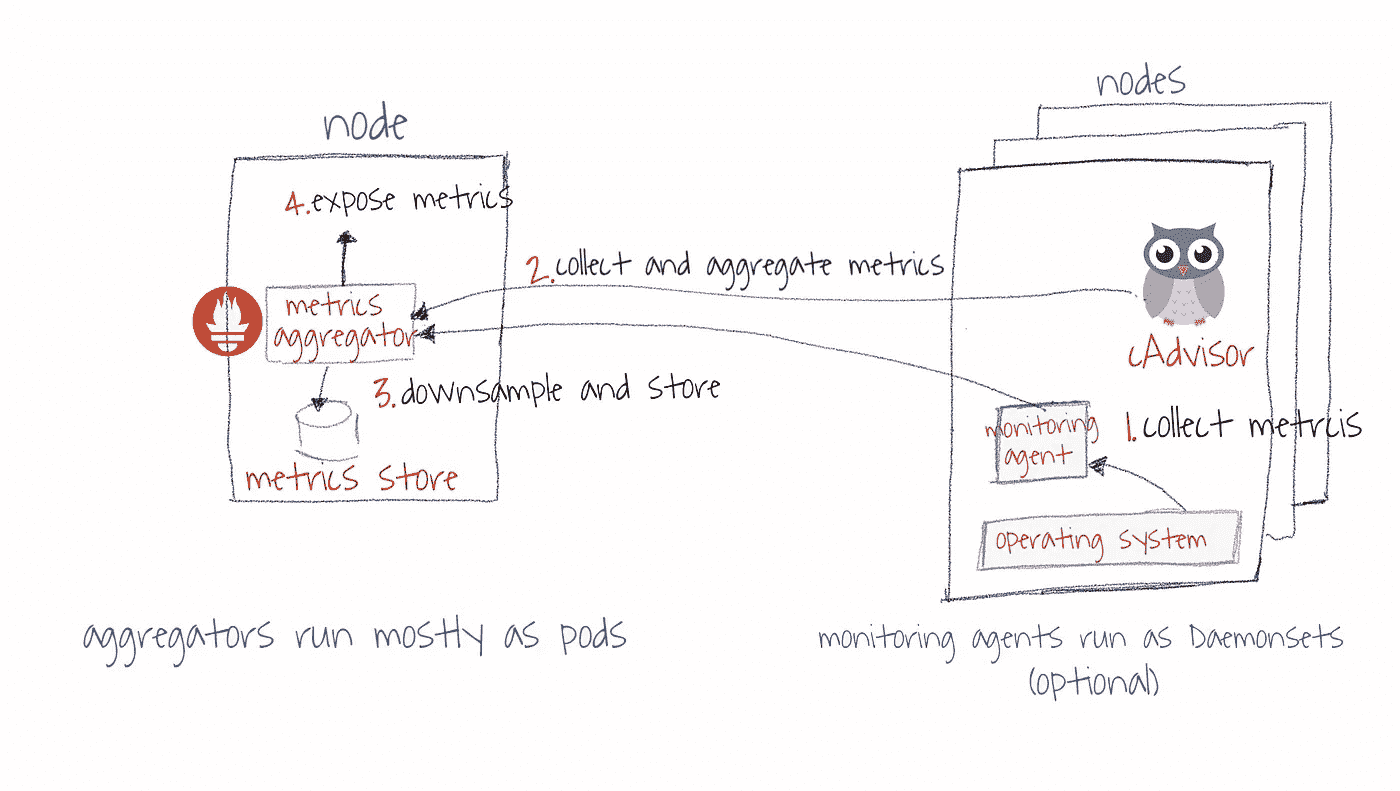 nodes
node
4.expose metrics
2.collect and aggregate metrics
metrics
aggregator
cAdvisor
3.downsample and store
1.collect metrcis
monitoring
agent
metrics store
operating system
aggregators run mostly as pods
monitoring agents run as Daemonsets
(optional)